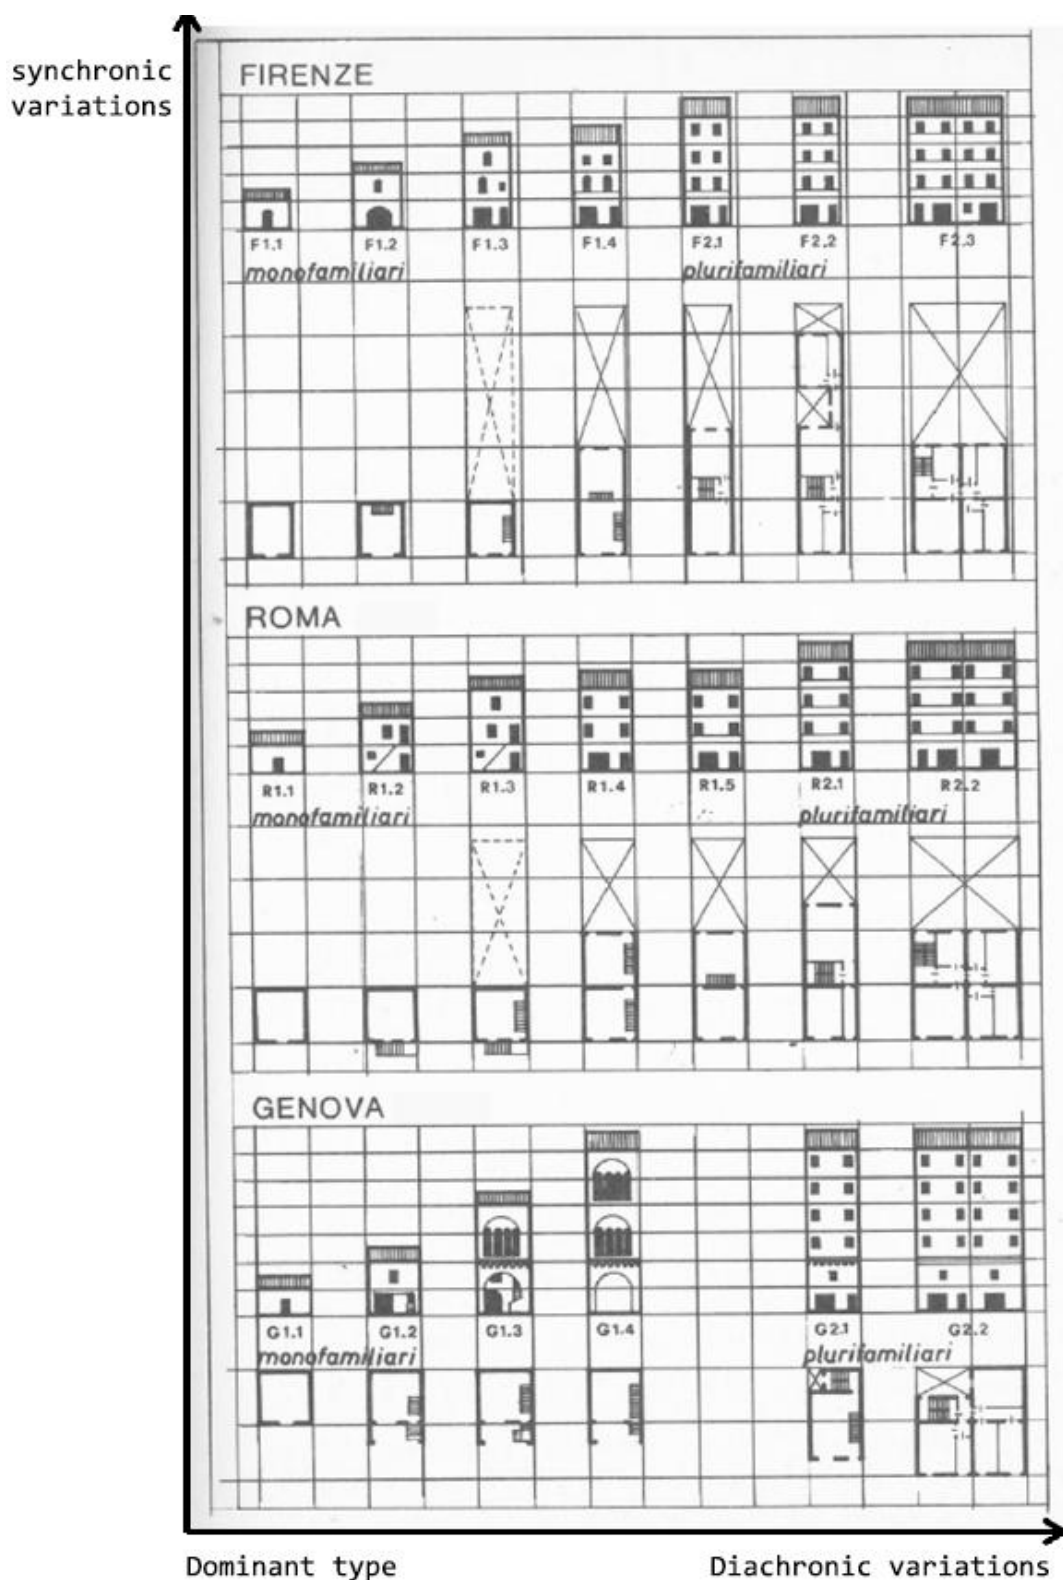 synchronic
variations
FIRENZE
F1.1 F1.2 F1.3 F1.4 F2.1 F2.2 F2.3
monofamiliari plurifamiliari
ROMA
R1.1 R1.2 R1.3 R1.4 R1.5 R2.1 R2.2
monofamiliari plurifamiliari
GENOVA
G1.1 G1.2 G1.3 G1.4 G2.1 G2.2
monofamiliari plurifamiliari
Dominant type Diachronic variations